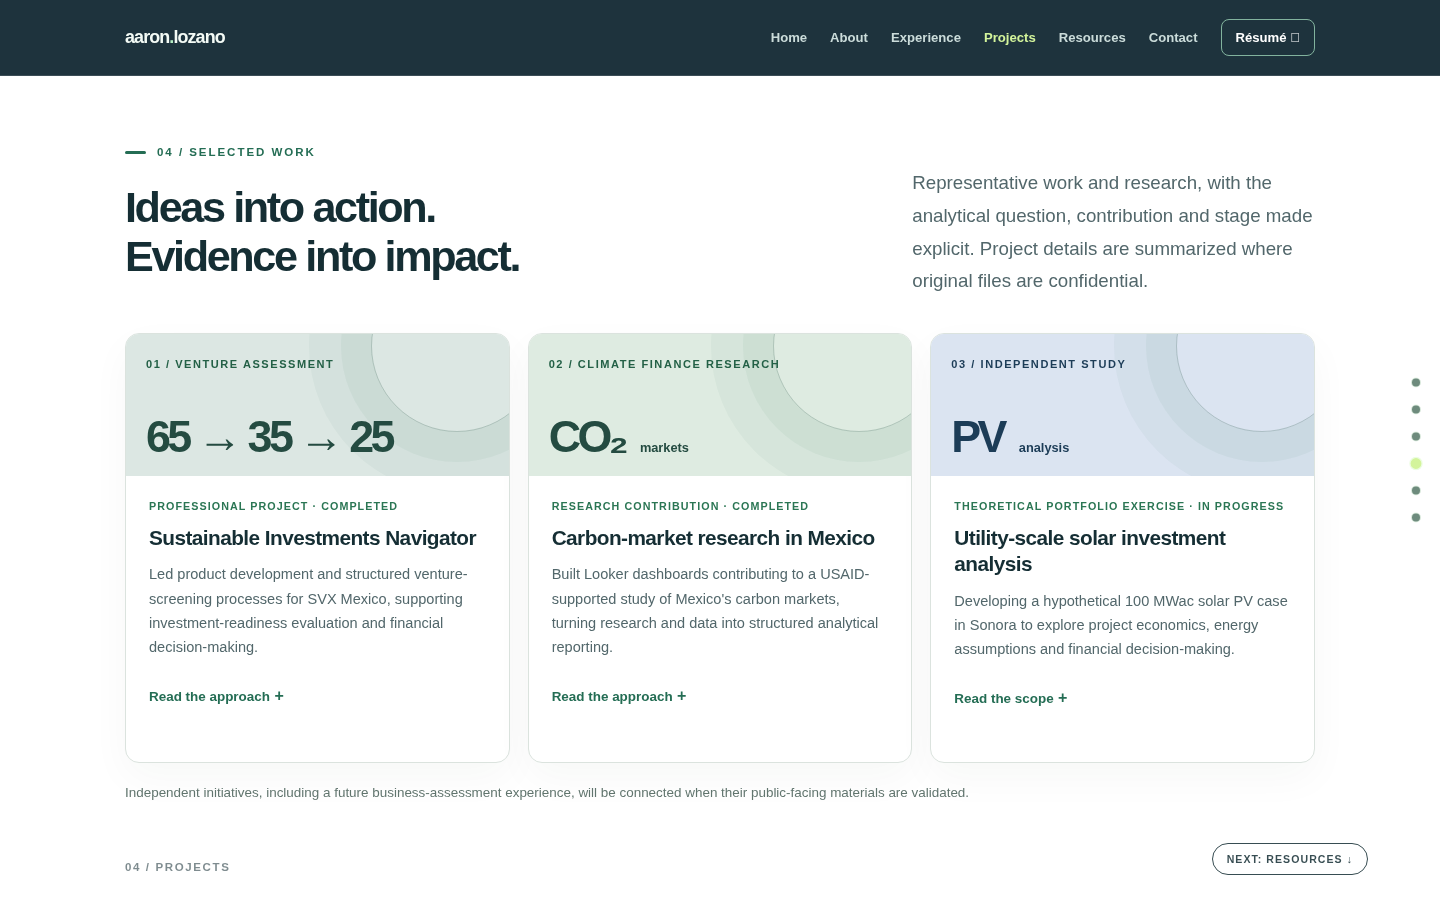 aaron.lozano
Home About Experience Projects Resources Contact Résumé
04 / SELECTED WORK
Ideas into action.
Evidence into impact.
Representative work and research, with the
analytical question, contribution and stage made
explicit. Project details are summarized where
original files are confidential.
01 / VENTURE ASSESSMENT
65 → 35 → 25
PROFESSIONAL PROJECT · COMPLETED
Sustainable Investments Navigator
Led product development and structured venture-
screening processes for SVX Mexico, supporting
investment-readiness evaluation and financial
decision-making.
Read the approach +
02 / CLIMATE FINANCE RESEARCH
CO₂ markets
RESEARCH CONTRIBUTION · COMPLETED
Carbon-market research in Mexico
Built Looker dashboards contributing to a USAID-
supported study of Mexico's carbon markets,
turning research and data into structured analytical
reporting.
Read the approach +
03 / INDEPENDENT STUDY
PV analysis
THEORETICAL PORTFOLIO EXERCISE · IN PROGRESS
Utility-scale solar investment
analysis
Developing a hypothetical 100 MWac solar PV case
in Sonora to explore project economics, energy
assumptions and financial decision-making.
Read the scope +
Independent initiatives, including a future business-assessment experience, will be connected when their public-facing materials are validated.
04 / PROJECTS
NEXT: RESOURCES ↓